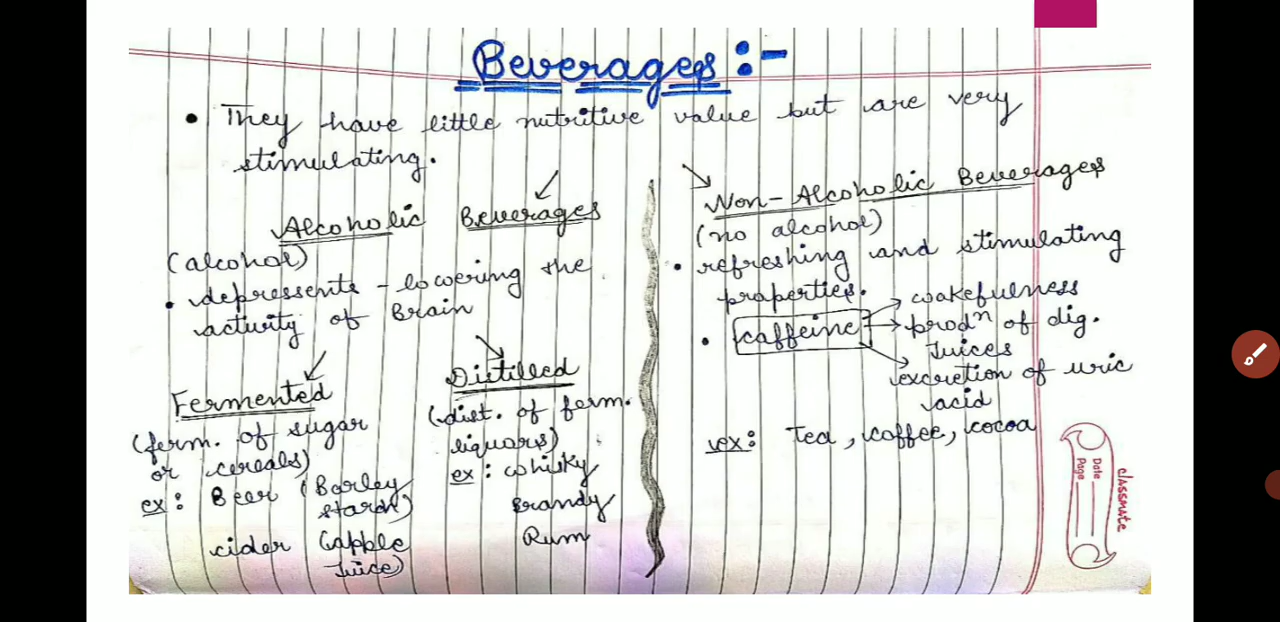 Beverages :-
• They have little nutritive value but are very
stimulating.
Alcoholic Beverages
(alcohol)
• depressents - lowering the
activity of Brain
Fermented
(ferm. of sugar
or cereals)
ex : Beer (Barley
starch)
cider (apple
Juice)
Distilled
(dist. of ferm.
liquors)
ex : whisky
Brandy
Rum
Non-Alcoholic Beverages
(no alcohol)
• refreshing and stimulating
properties.
• caffeine → wakefulness
→ prodⁿ of dig.
Juices
excretion of uric
acid
ex : Tea, coffee, cocoa
classmate
Date
Page